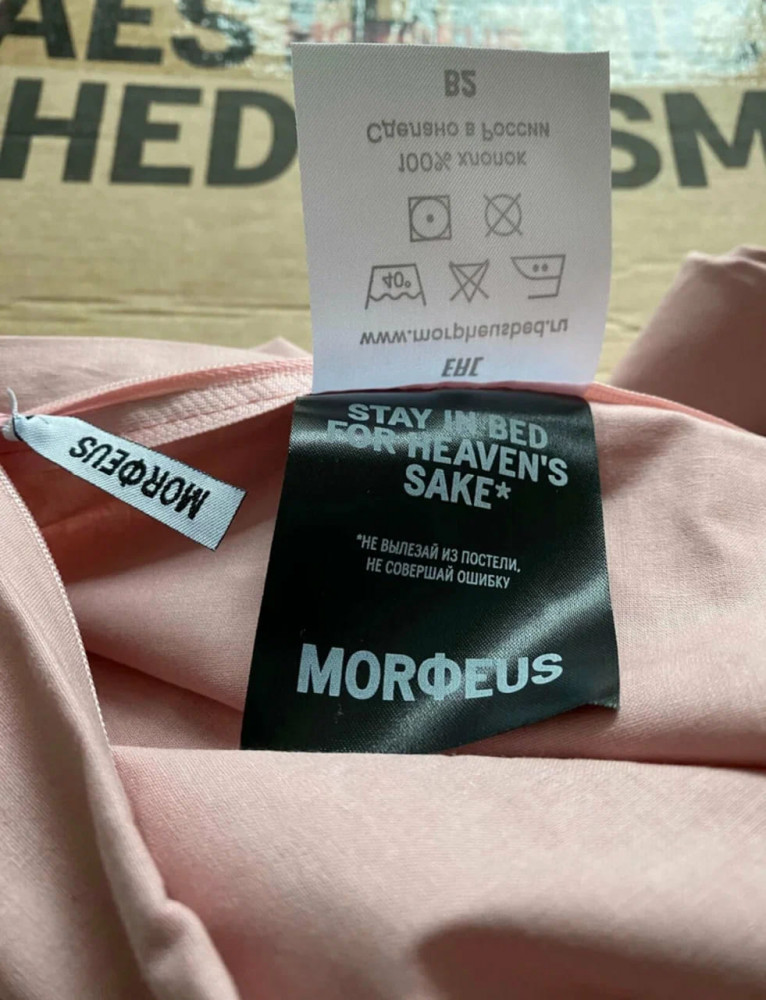 AES
HED
SM
EAC
www.morpheusbed.ru
40°
100% хлопок
Сделано в России
B2
STAY IN BED
FOR HEAVEN'S
SAKE*
*НЕ ВЫЛЕЗАЙ ИЗ ПОСТЕЛИ,
НЕ СОВЕРШАЙ ОШИБКУ
MORФEUS
MORФEUS